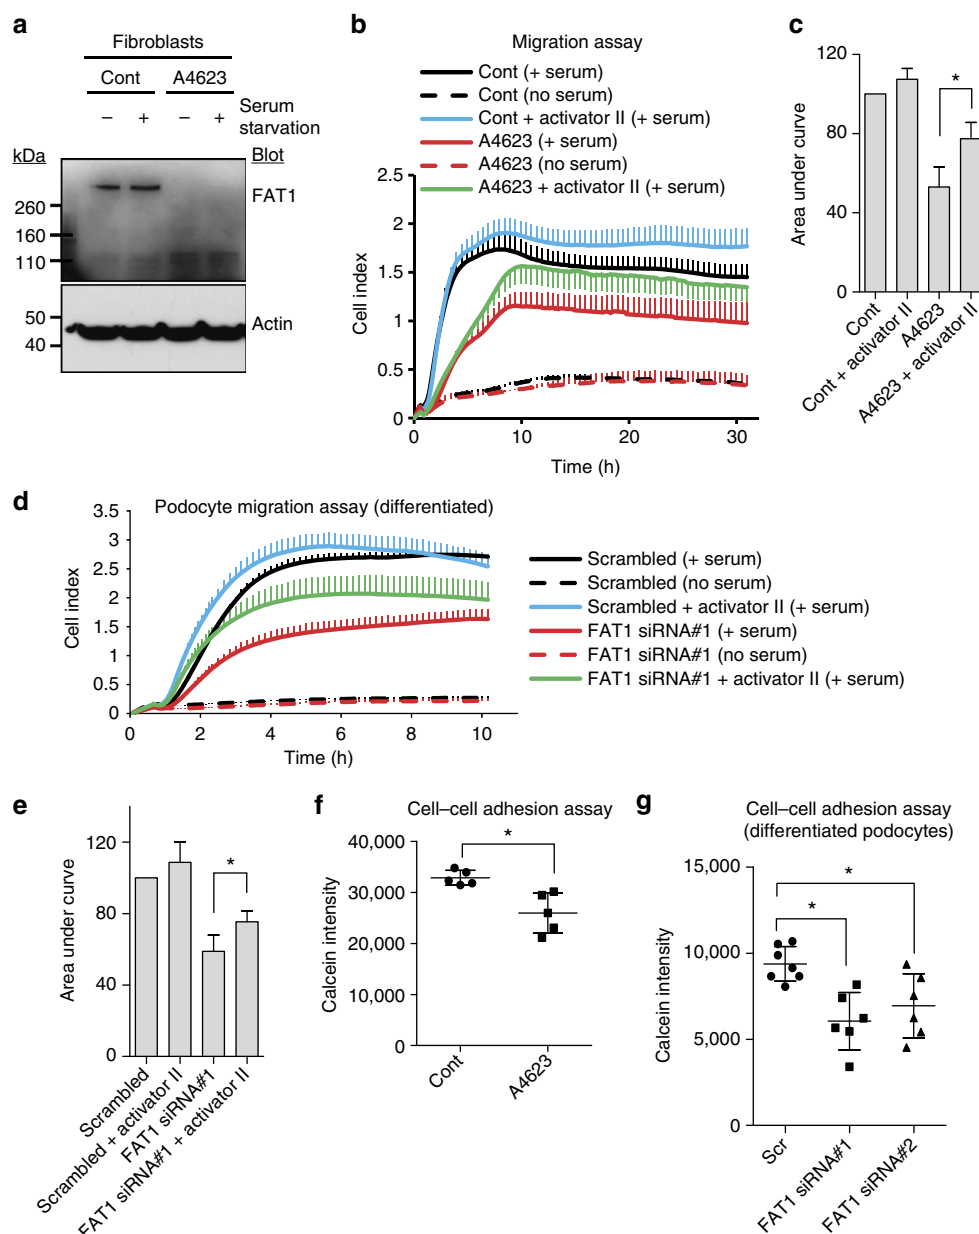 a
Fibroblasts
Cont A4623
– + – + Serum starvation
kDa Blot
FAT1
260
160
110
50
40
Actin
b
Migration assay
Cont (+ serum)
Cont (no serum)
Cont + activator II (+ serum)
A4623 (+ serum)
A4623 (no serum)
A4623 + activator II (+ serum)
2.5
2
1.5
1
0.5
0
Cell index
0 10 20 30
Time (h)
c
120
80
40
0
Area under curve
*
Cont
Cont + activator II
A4623
A4623 + activator II
d
Podocyte migration assay (differentiated)
3.5
3
2.5
2
1.5
1
0.5
0
Cell index
0 2 4 6 8 10
Time (h)
Scrambled (+ serum)
Scrambled (no serum)
Scrambled + activator II (+ serum)
FAT1 siRNA#1 (+ serum)
FAT1 siRNA#1 (no serum)
FAT1 siRNA#1 + activator II (+ serum)
e
120
80
40
0
Area under curve
*
Scrambled
Scrambled + activator II
FAT1 siRNA#1
FAT1 siRNA#1 + activator II
f
Cell–cell adhesion assay
*
40,000
30,000
20,000
10,000
0
Calcein intensity
Cont
A4623
g
Cell–cell adhesion assay
(differentiated podocytes)
15,000
10,000
5,000
0
Calcein intensity
*
*
Scr
FAT1 siRNA#1
FAT1 siRNA#2